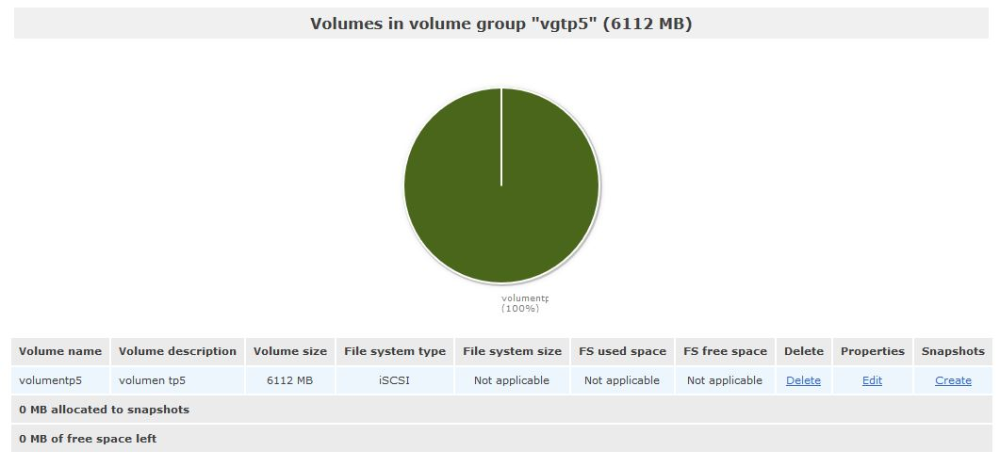 Volumes in volume group "vgtp5" (6112 MB)
volumentp
(100%)
Volume name Volume description Volume size File system type File system size FS used space FS free space Delete Properties Snapshots
volumentp5 volumen tp5 6112 MB iSCSI Not applicable Not applicable Not applicable Delete Edit Create
0 MB allocated to snapshots
0 MB of free space left